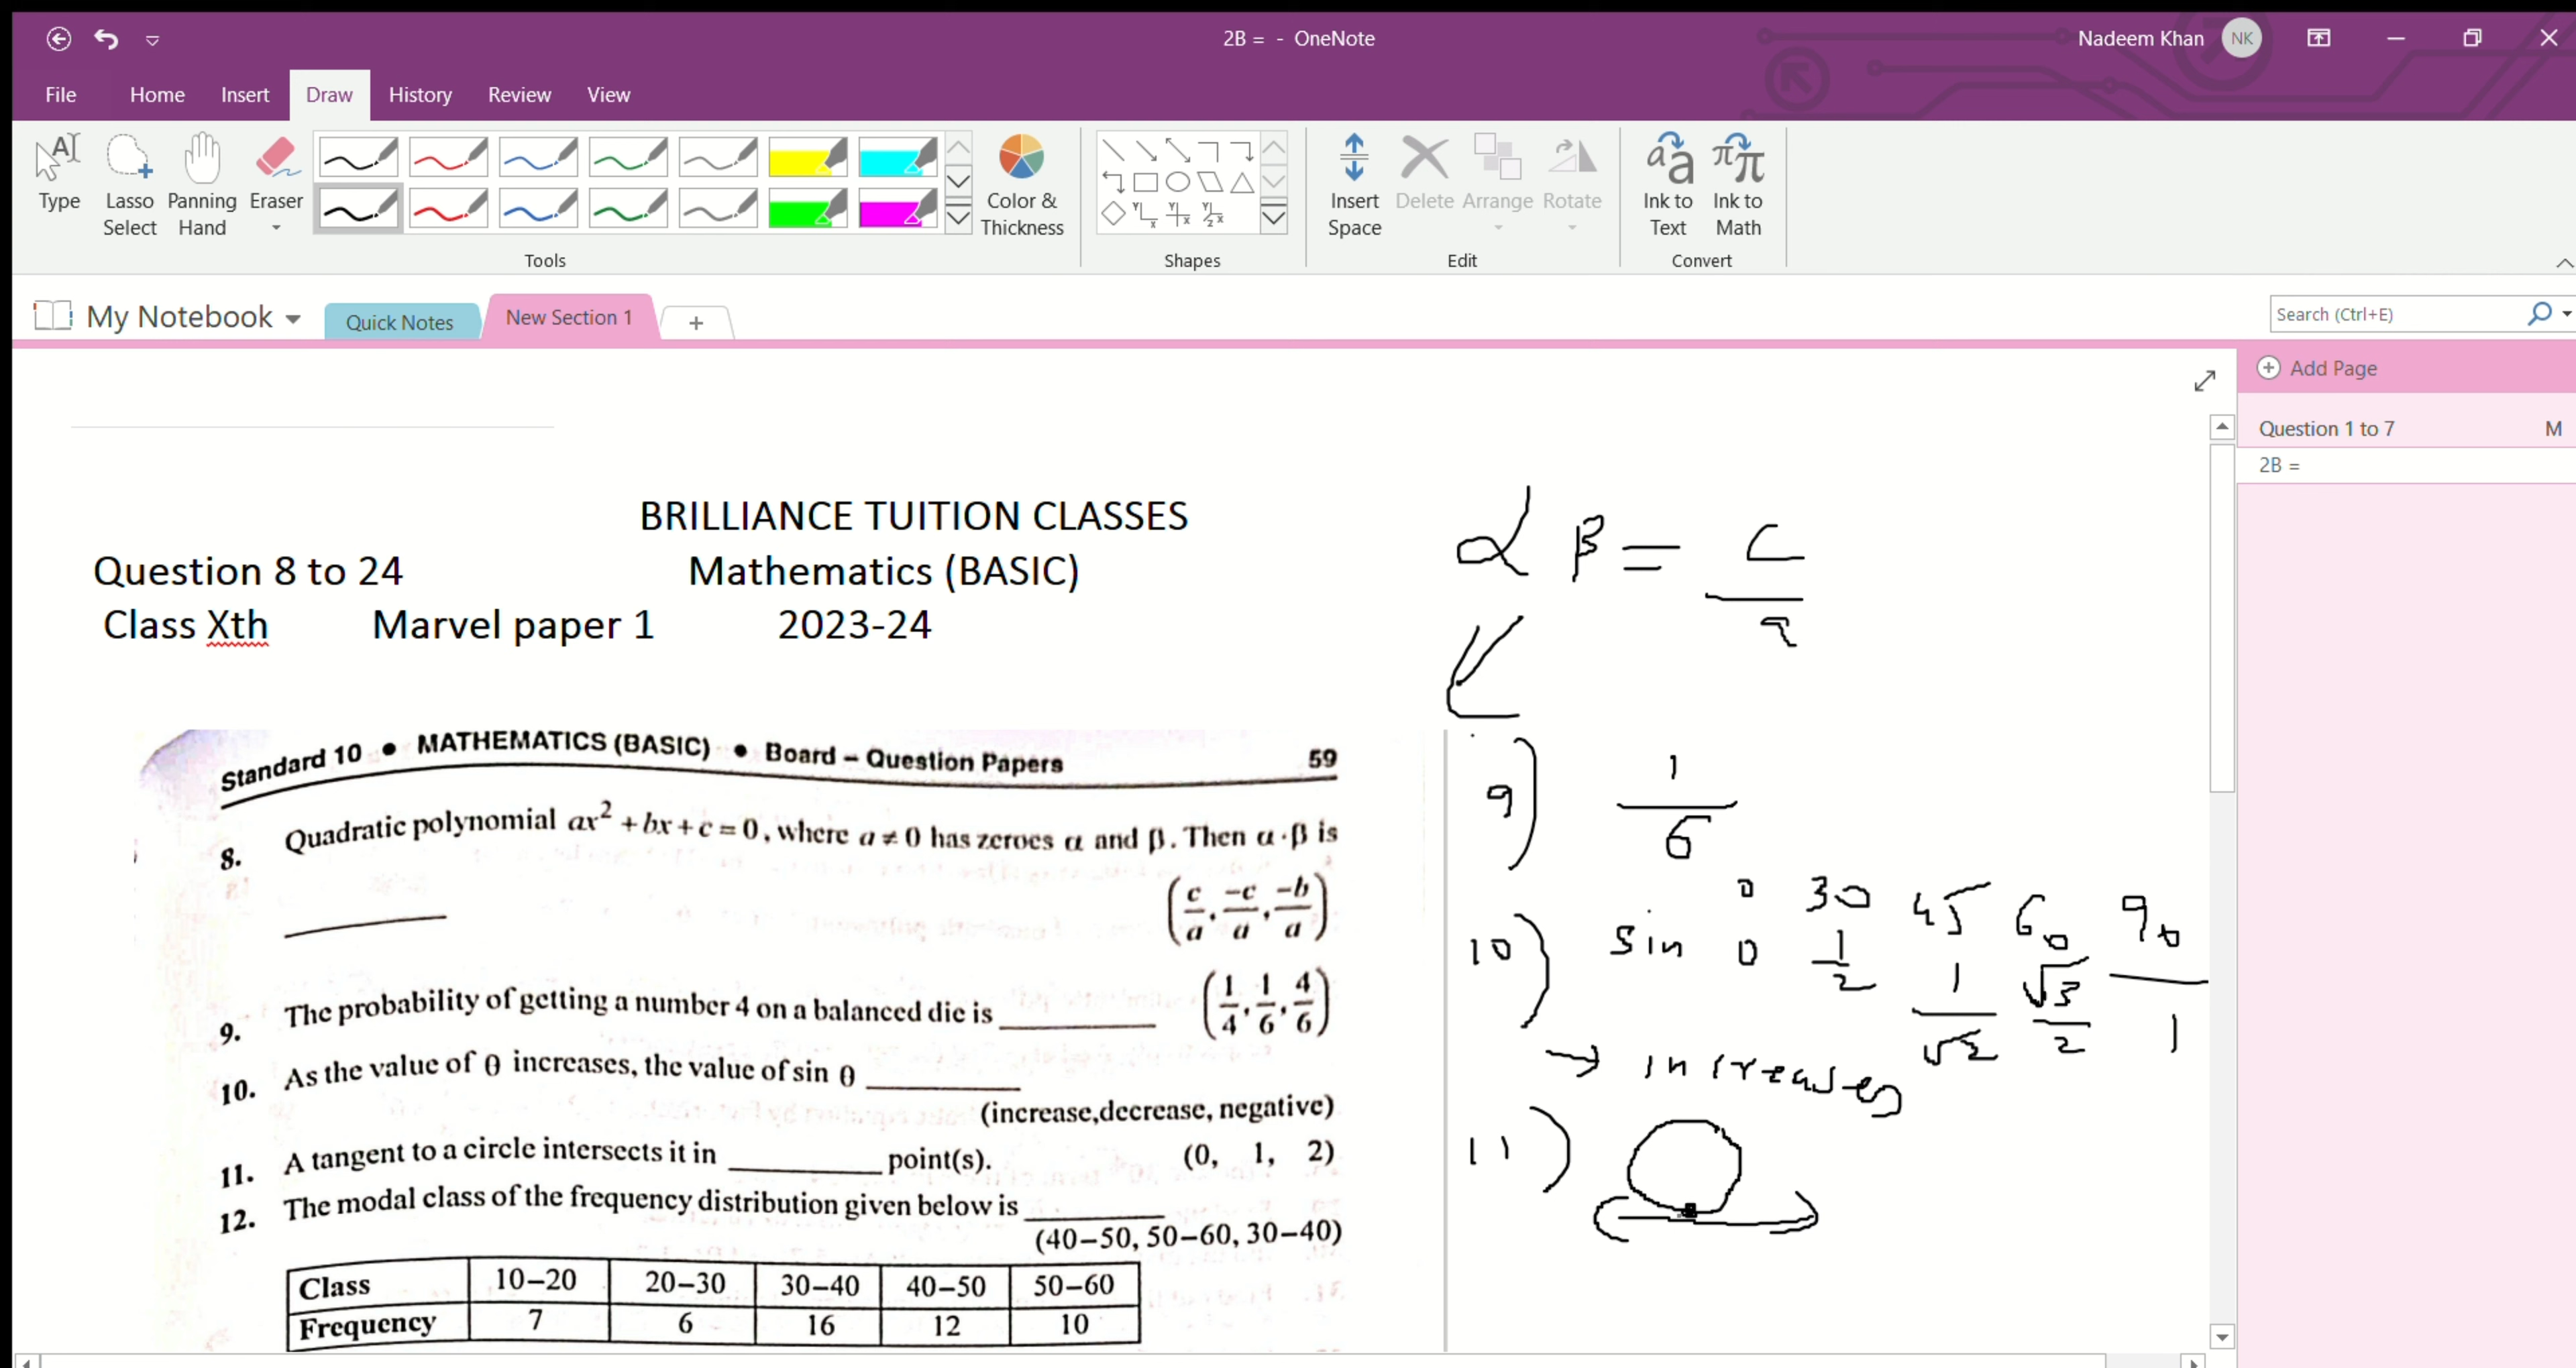 2B = - OneNote
Nadeem Khan NK
File Home Insert Draw History Review View
Type
Lasso Select
Panning Hand
Eraser
Color & Thickness
Insert Space
Delete
Arrange
Rotate
Ink to Text
Ink to Math
Tools
Shapes
Edit
Convert
My Notebook
Quick Notes
New Section 1
+
Search (Ctrl+E)
Add Page
Question 1 to 7 M
2B =
BRILLIANCE TUITION CLASSES
Question 8 to 24 Mathematics (BASIC)
Class Xth Marvel paper 1 2023-24
Standard 10 • MATHEMATICS (BASIC) • Board – Question Papers 59
8. Quadratic polynomial ax² + bx + c = 0, where a ≠ 0 has zeroes α and β. Then α·β is
________ (c/a, -c/a, -b/a)
9. The probability of getting a number 4 on a balanced die is ________ (1/4, 1/6, 4/6)
10. As the value of θ increases, the value of sin θ ________
(increase,decrease, negative)
11. A tangent to a circle intersects it in ________ point(s). (0, 1, 2)
12. The modal class of the frequency distribution given below is ________
(40–50, 50–60, 30–40)
Class 10–20 20–30 30–40 40–50 50–60
Frequency 7 6 16 12 10
α β = c/a
9) 1/6
0 30 45 60 90
10) sin 0 1/2 1/√2 √3/2 1
→ increases
11)